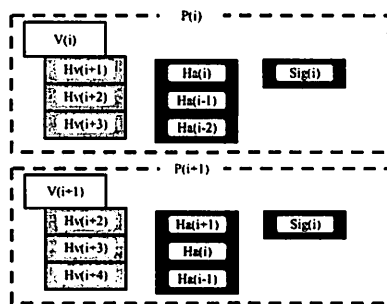 P(i)
V(i)
Hv(i+1) Ha(i) Sig(i)
Hv(i+2) Ha(i-1)
Hv(i+3) Ha(i-2)
P(i+1)
V(i+1)
Hv(i+2) Ha(i+1) Sig(i)
Hv(i+3) Ha(i)
Hv(i+4) Ha(i-1)